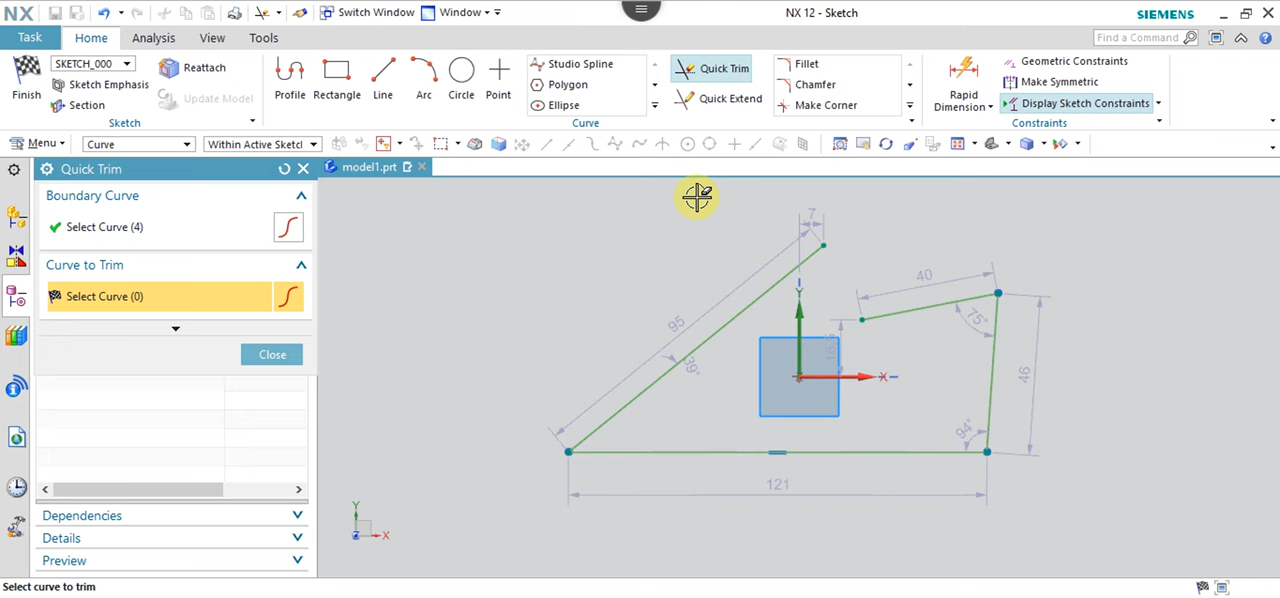 NX Switch Window Window NX 12 - Sketch SIEMENS
Task Home Analysis View Tools Find a Command
Finish
SKETCH_000
Sketch Emphasis
Section
Reattach
Update Model
Sketch
Profile Rectangle Line Arc Circle Point
Studio Spline
Polygon
Ellipse
Curve
Quick Trim
Quick Extend
Fillet
Chamfer
Make Corner
Rapid
Dimension
Geometric Constraints
Make Symmetric
Display Sketch Constraints
Constraints
Menu Curve Within Active Sketcl
Quick Trim
model1.prt
Boundary Curve
Select Curve (4)
Curve to Trim
Select Curve (0)
Close
Dependencies
Details
Preview
7
95
39°
40
75°
46
94°
121
Y
X
Y
Z
X
Select curve to trim